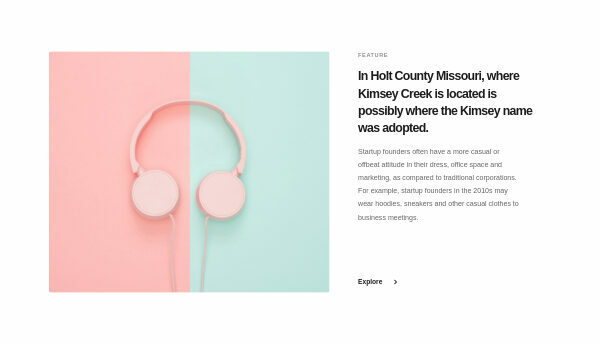 FEATURE
In Holt County Missouri, where
Kimsey Creek is located is
possibly where the Kimsey name
was adopted.
Startup founders often have a more casual or
offbeat attitude in their dress, office space and
marketing, as compared to traditional corporations.
For example, startup founders in the 2010s may
wear hoodies, sneakers and other casual clothes to
business meetings.
Explore